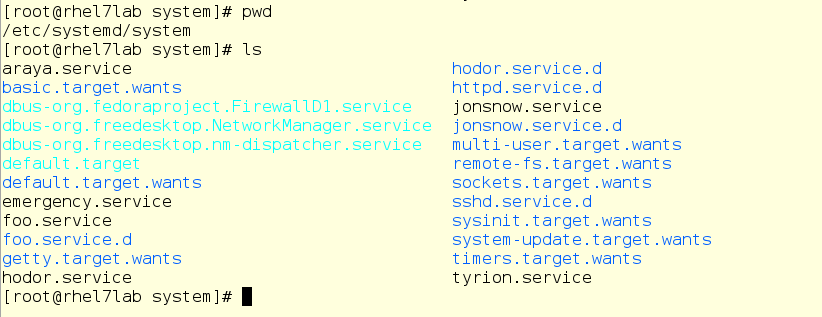 [root@rhel7lab system]# pwd
/etc/systemd/system
[root@rhel7lab system]# ls
araya.service hodor.service.d
basic.target.wants httpd.service.d
dbus-org.fedoraproject.FirewallD1.service jonsnow.service
dbus-org.freedesktop.NetworkManager.service jonsnow.service.d
dbus-org.freedesktop.nm-dispatcher.service multi-user.target.wants
default.target remote-fs.target.wants
default.target.wants sockets.target.wants
emergency.service sshd.service.d
foo.service sysinit.target.wants
foo.service.d system-update.target.wants
getty.target.wants timers.target.wants
hodor.service tyrion.service
[root@rhel7lab system]#